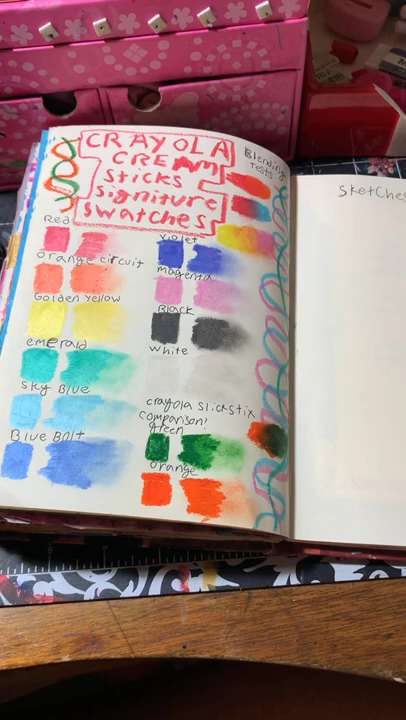 CRAYOLA
CREAM
Sticks
Signiture
Swatches
Blending
tests
Red
orange circuit
Golden yellow
emerald
Sky Blue
Blue Bolt
violet
magenta
Black
white
crayola slickstix
comparison!
green
orange
Sketches